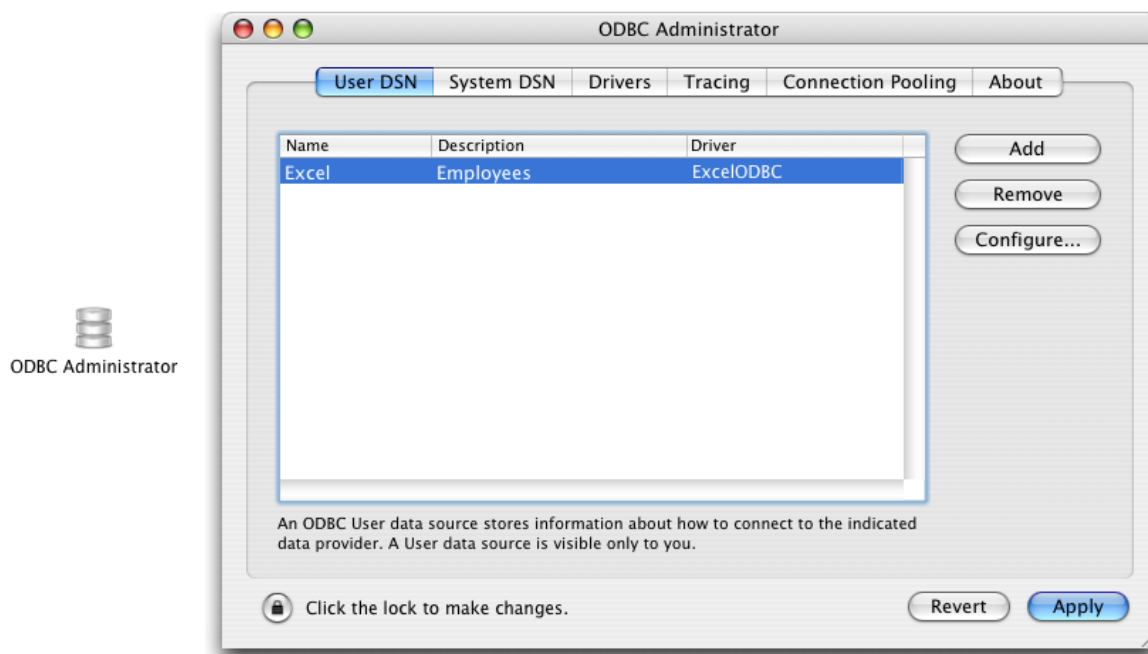 ODBC Administrator
User DSN System DSN Drivers Tracing Connection Pooling About
Name Description Driver
Excel Employees ExcelODBC
Add
Remove
Configure...
ODBC Administrator
An ODBC User data source stores information about how to connect to the indicated
data provider. A User data source is visible only to you.
Click the lock to make changes.
Revert Apply